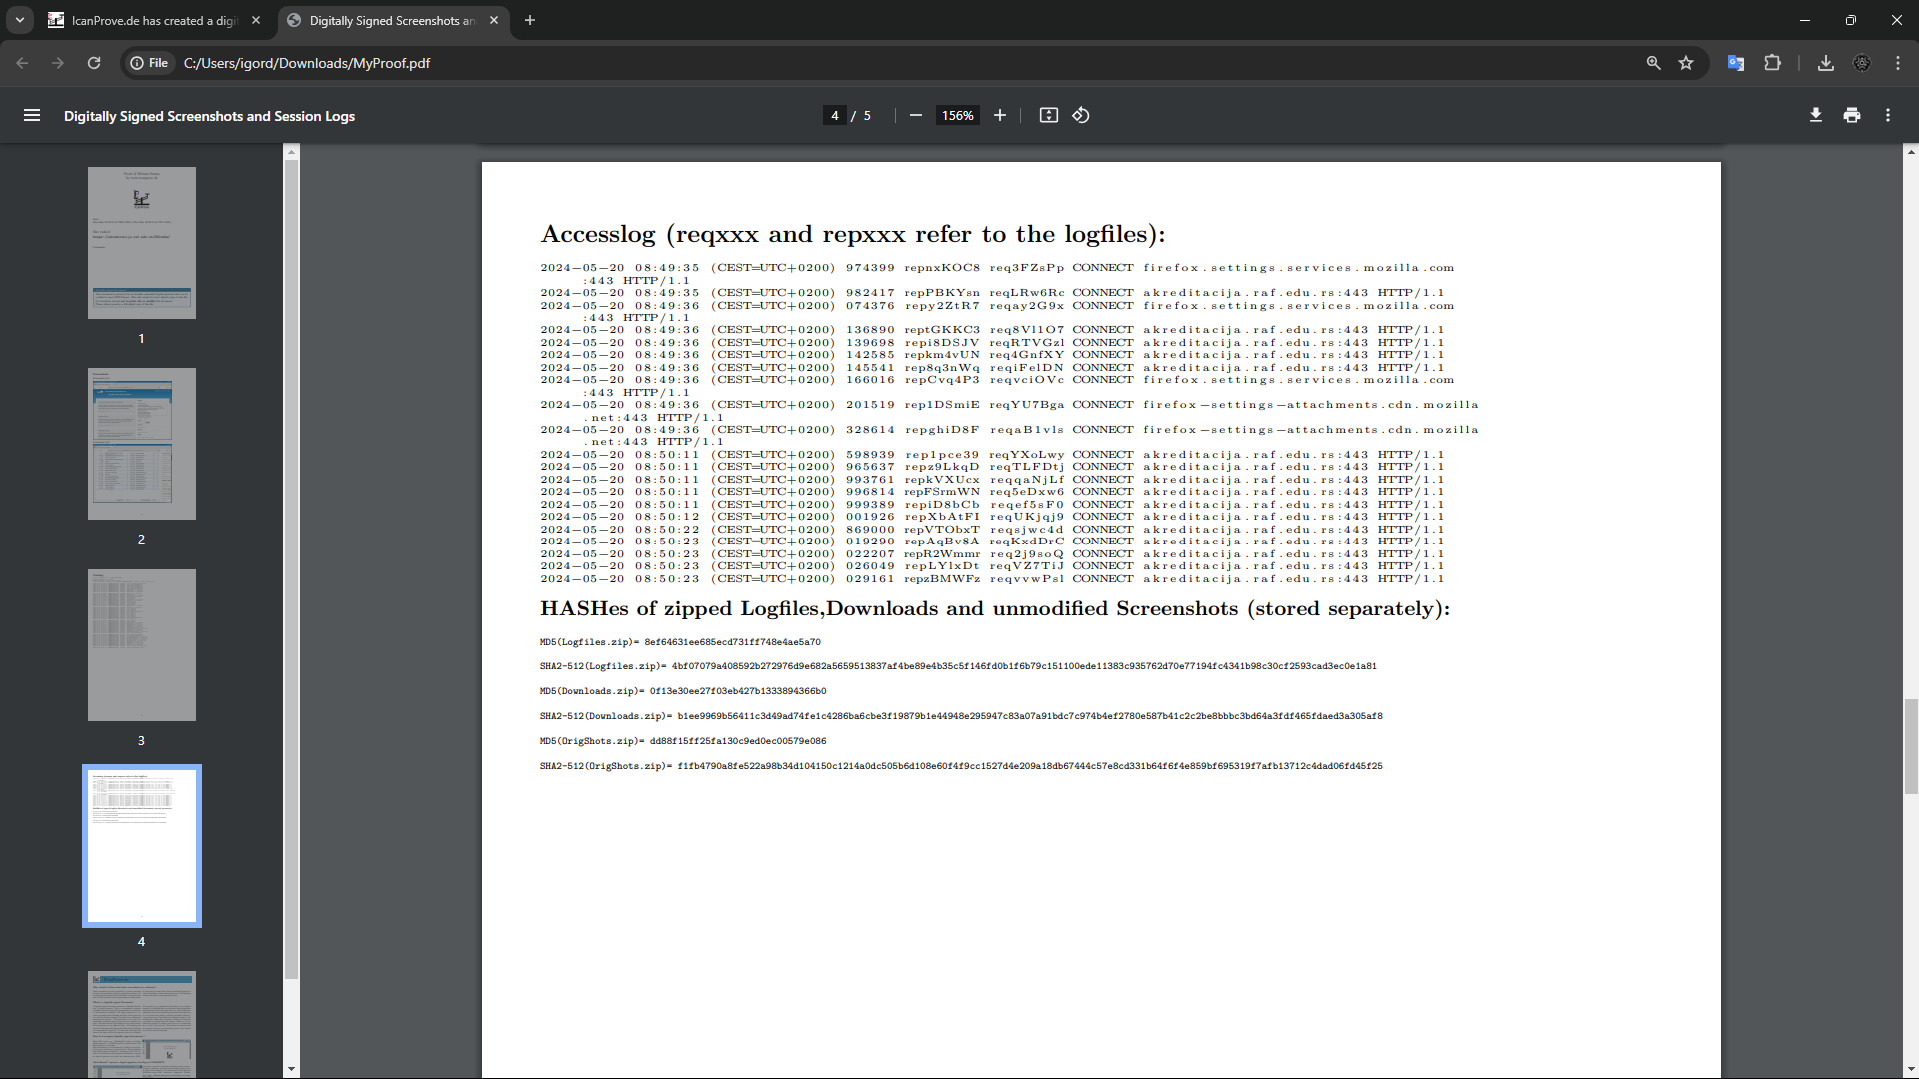 IcanProve.de has created a digi
Digitally Signed Screenshots an
File
C:/Users/igord/Downloads/MyProof.pdf
Digitally Signed Screenshots and Session Logs
4 / 5
156%
1
2
3
4
Accesslog (reqxxx and repxxx refer to the logfiles):
2024-05-20 08:49:35 (CEST=UTC+0200) 974399 repnxKOC8 req3FZsPp CONNECT firefox.settings.services.mozilla.com
:443 HTTP/1.1
2024-05-20 08:49:35 (CEST=UTC+0200) 982417 repPBKYsn reqLRw6Rc CONNECT akreditacija.raf.edu.rs:443 HTTP/1.1
2024-05-20 08:49:36 (CEST=UTC+0200) 074376 repy2ZtR7 reqay2G9x CONNECT firefox.settings.services.mozilla.com
:443 HTTP/1.1
2024-05-20 08:49:36 (CEST=UTC+0200) 136890 reptGKKC3 req8Vl1O7 CONNECT akreditacija.raf.edu.rs:443 HTTP/1.1
2024-05-20 08:49:36 (CEST=UTC+0200) 139698 repi8DSJV reqRTVGzl CONNECT akreditacija.raf.edu.rs:443 HTTP/1.1
2024-05-20 08:49:36 (CEST=UTC+0200) 142585 repkm4vUN req4GnfXY CONNECT akreditacija.raf.edu.rs:443 HTTP/1.1
2024-05-20 08:49:36 (CEST=UTC+0200) 145541 rep8q3nWq reqiFelDN CONNECT akreditacija.raf.edu.rs:443 HTTP/1.1
2024-05-20 08:49:36 (CEST=UTC+0200) 166016 repCvq4P3 reqvciOVc CONNECT firefox.settings.services.mozilla.com
:443 HTTP/1.1
2024-05-20 08:49:36 (CEST=UTC+0200) 201519 rep1DSmiE reqYU7Bga CONNECT firefox-settings-attachments.cdn.mozilla
.net:443 HTTP/1.1
2024-05-20 08:49:36 (CEST=UTC+0200) 328614 repghiD8F reqaB1vls CONNECT firefox-settings-attachments.cdn.mozilla
.net:443 HTTP/1.1
2024-05-20 08:50:11 (CEST=UTC+0200) 598939 rep1pce39 reqYXoLwy CONNECT akreditacija.raf.edu.rs:443 HTTP/1.1
2024-05-20 08:50:11 (CEST=UTC+0200) 965637 repz9LkqD reqTLFDtj CONNECT akreditacija.raf.edu.rs:443 HTTP/1.1
2024-05-20 08:50:11 (CEST=UTC+0200) 993761 repkVXUcx reqqaNjLf CONNECT akreditacija.raf.edu.rs:443 HTTP/1.1
2024-05-20 08:50:11 (CEST=UTC+0200) 996814 repFSrmWN req5eDxw6 CONNECT akreditacija.raf.edu.rs:443 HTTP/1.1
2024-05-20 08:50:11 (CEST=UTC+0200) 999389 repiD8bCb reqef5sF0 CONNECT akreditacija.raf.edu.rs:443 HTTP/1.1
2024-05-20 08:50:12 (CEST=UTC+0200) 001926 repXbAtFI reqUKjqj9 CONNECT akreditacija.raf.edu.rs:443 HTTP/1.1
2024-05-20 08:50:22 (CEST=UTC+0200) 869000 repVTObxT reqsjwc4d CONNECT akreditacija.raf.edu.rs:443 HTTP/1.1
2024-05-20 08:50:23 (CEST=UTC+0200) 019290 repAqBv8A reqKxdDrC CONNECT akreditacija.raf.edu.rs:443 HTTP/1.1
2024-05-20 08:50:23 (CEST=UTC+0200) 022207 repR2Wmmr req2j9soQ CONNECT akreditacija.raf.edu.rs:443 HTTP/1.1
2024-05-20 08:50:23 (CEST=UTC+0200) 026049 repLYlxDt reqVZ7TiJ CONNECT akreditacija.raf.edu.rs:443 HTTP/1.1
2024-05-20 08:50:23 (CEST=UTC+0200) 029161 repzBMWFz reqvvwPsl CONNECT akreditacija.raf.edu.rs:443 HTTP/1.1
HASHes of zipped Logfiles,Downloads and unmodified Screenshots (stored separately):
MD5(Logfiles.zip)= 8ef64631ee685ecd731ff748e4ae5a70
SHA2-512(Logfiles.zip)= 4bf07079a408592b272976d9e682a5659513837af4be89e4b35c5f146fd0b1f6b79c151100ede11383c935762d70e77194fc4341b98c30cf2593cad3ec0e1a81
MD5(Downloads.zip)= 0f13e30ee27f03eb427b1333894366b0
SHA2-512(Downloads.zip)= b1ee9969b56411c3d49ad74fe1c4286ba6cbe3f19879b1e44948e295947c83a07a91bdc7c974b4ef2780e587b41c2c2be8bbbc3bd64a3fdf465fdaed3a305af8
MD5(OrigShots.zip)= dd88f15ff25fa130c9ed0ec00579e086
SHA2-512(OrigShots.zip)= f1fb4790a8fe522a98b34d104150c1214a0dc505b6d108e60f4f9cc1527d4e209a18db67444c57e8cd331b64f6f4e859bf695319f7afb13712c4dad06fd45f25